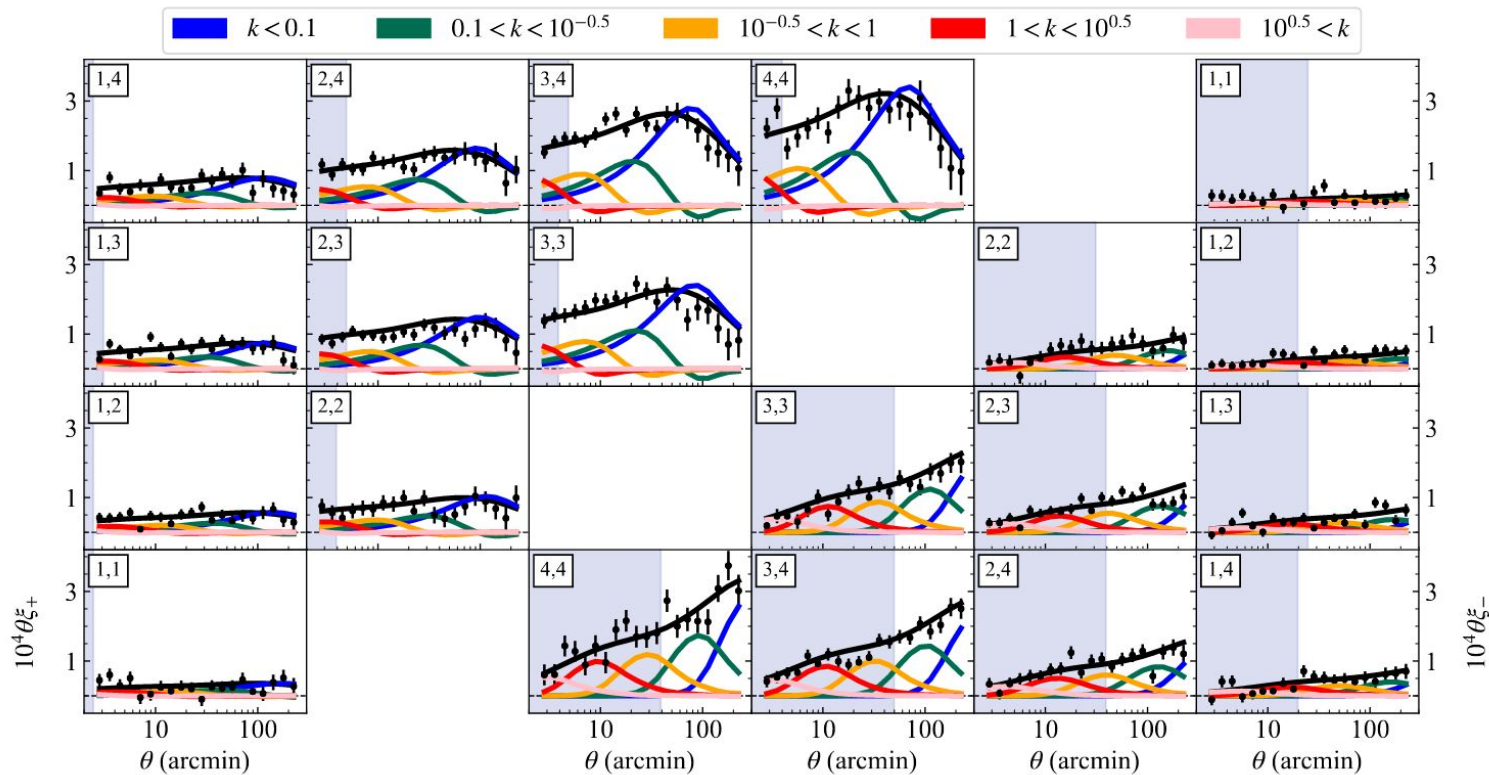 k < 0.1 0.1 < k < 10^{-0.5} 10^{-0.5} < k < 1 1 < k < 10^{0.5} 10^{0.5} < k
1,4 2,4 3,4 4,4 1,1
3 3
1 1
1,3 2,3 3,3 2,2 1,2
3 3
1 1
1,2 2,2 3,3 2,3 1,3
3 3
1 1
1,1 4,4 3,4 2,4 1,4
3 3
1 1
10^4θξ_+ 10^4θξ_−
10 100 10 100 10 100 10 100 10 100 10 100
θ (arcmin) θ (arcmin) θ (arcmin) θ (arcmin) θ (arcmin) θ (arcmin)